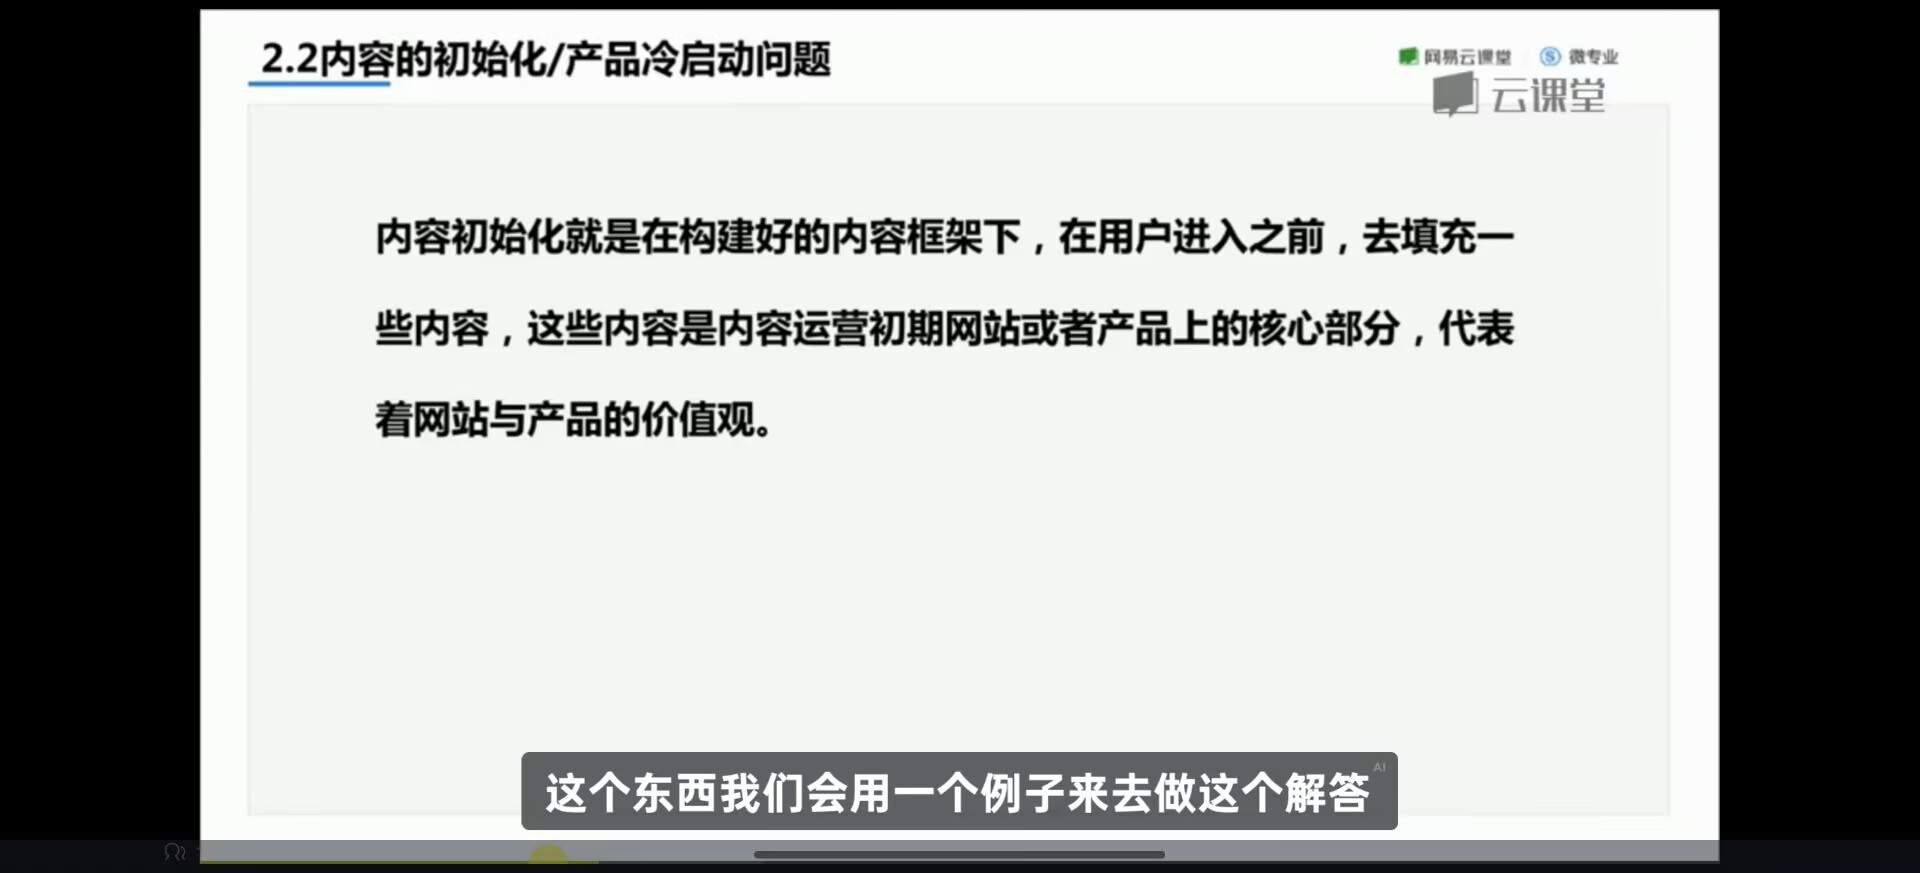 2.2内容的初始化/产品冷启动问题
网易云课堂 微专业
云课堂
内容初始化就是在构建好的内容框架下，在用户进入之前，去填充一
些内容，这些内容是内容运营初期网站或者产品上的核心部分，代表
着网站与产品的价值观。
AI
这个东西我们会用一个例子来去做这个解答